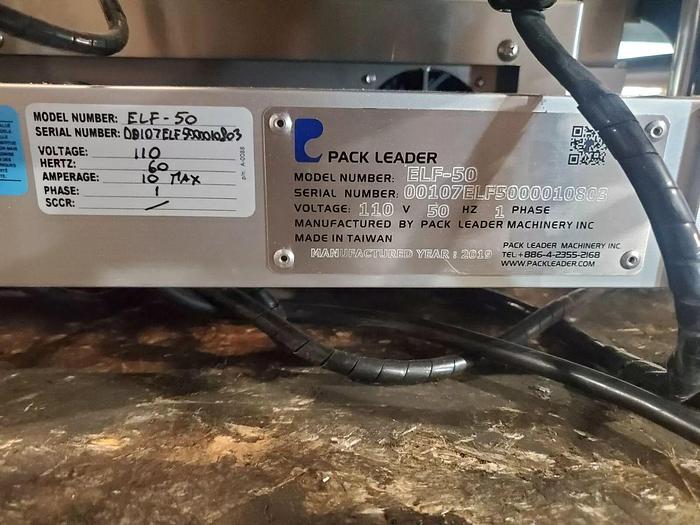 MODEL NUMBER: ELF-50
SERIAL NUMBER: 00107ELF5000010803
VOLTAGE: 110
HERTZ: 60
AMPERAGE: 10 MAX
PHASE: 1
SCCR: /
p/n: A-0088
PACK LEADER
MODEL NUMBER: ELF-50
SERIAL NUMBER: 00107ELF5000010803
VOLTAGE: 110 V 50 HZ 1 PHASE
MANUFACTURED BY PACK LEADER MACHINERY INC
MADE IN TAIWAN
MANUFACTURED YEAR : 2019
PACK LEADER MACHINERY INC.
TEL:+886-4-2355-2168
WWW.PACKLEADER.COM